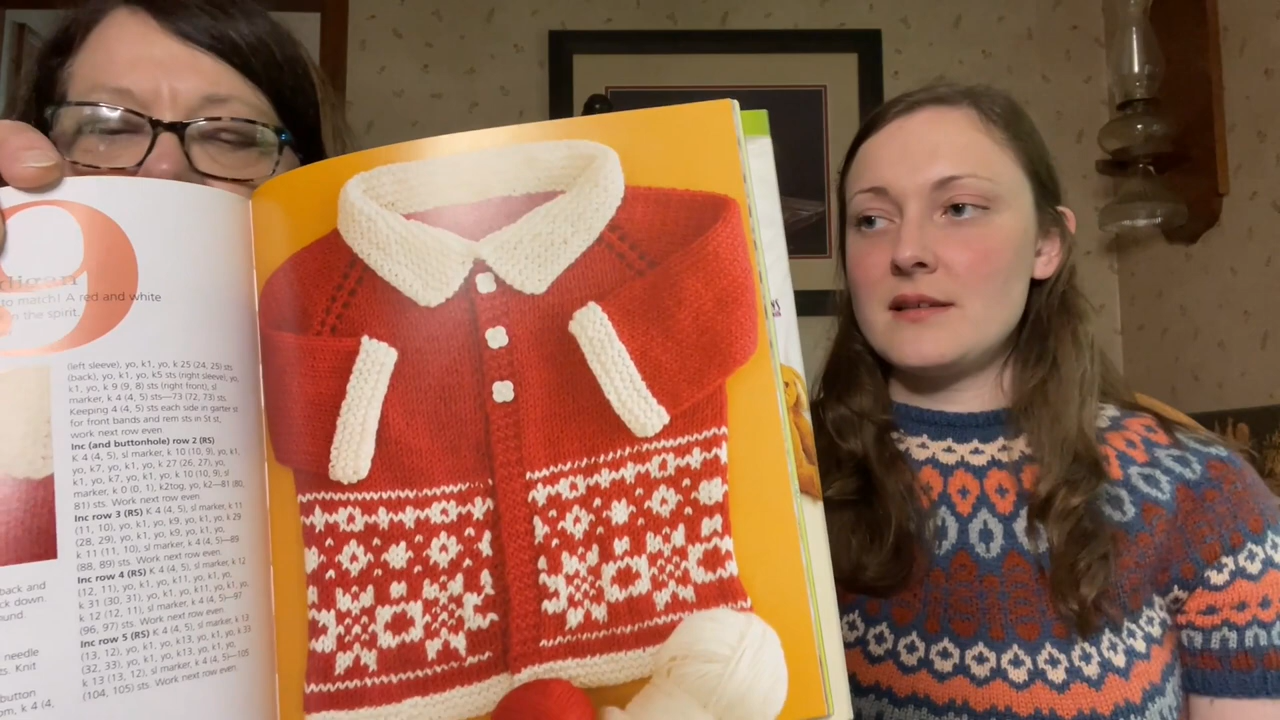 9
digan
to match! A red and white
n the spirit.
(left sleeve), yo, k1, yo, k 25 (24, 25) sts
(back), yo, k1, yo, k5 sts (right sleeve), yo,
k1, yo, k 9 (9, 8) sts (right front), sl
marker, k 4 (4, 5) sts—73 (72, 73) sts.
Keeping 4 (4, 5) sts each side in garter st
for front bands and rem sts in St st,
work next row even.
Inc (and buttonhole) row 2 (RS)
K 4 (4, 5), sl marker, k 10 (10, 9), yo, k1,
yo, k7, yo, k1, yo, k 27 (26, 27), yo,
k1, yo, k7, yo, k1, yo, k 10 (10, 9), sl
marker, k 0 (0, 1), k2tog, yo, k2—81 (80,
81) sts. Work next row even.
Inc row 3 (RS) K 4 (4, 5), sl marker, k 11
(11, 10), yo, k1, yo, k9, yo, k1, yo, k 29
(28, 29), yo, k1, yo, k9, yo, k1, yo,
k 11 (11, 10), sl marker, k 4 (4, 5)—89
(88, 89) sts. Work next row even.
Inc row 4 (RS) K 4 (4, 5), sl marker, k 12
(12, 11), yo, k1, yo, k11, yo, k1, yo,
k 31 (30, 31), yo, k1, yo, k11, yo, k1, yo,
k 12 (12, 11), sl marker, k 4 (4, 5)—97
(96, 97) sts. Work next row even.
Inc row 5 (RS) K 4 (4, 5), sl marker, k 13
(13, 12), yo, k1, yo, k13, yo, k1, yo, k 33
(32, 33), yo, k1, yo, k13, yo, k1, yo,
k 13 (13, 12), sl marker, k 4 (4, 5)—105
(104, 105) sts. Work next row even.
back and
ck down.
ound.
needle
ts. Knit
button
om, k 4 (4,